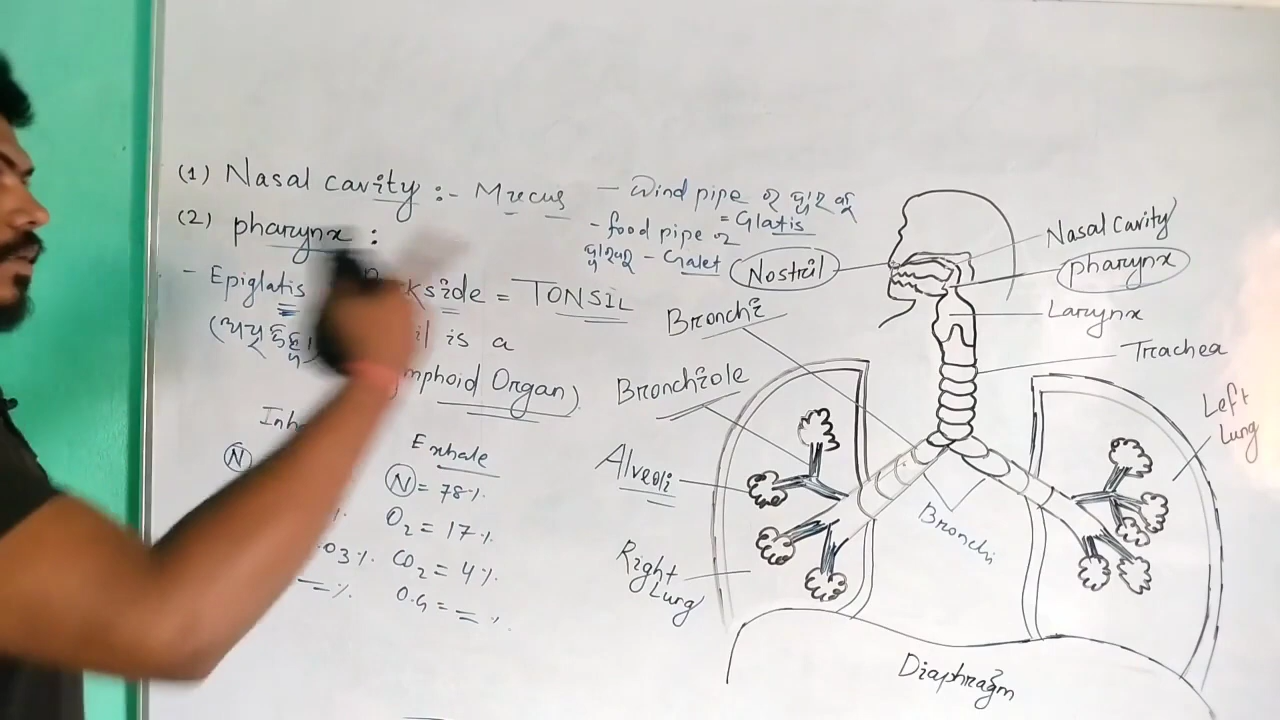 (1) Nasal cavity :- Mucus
- Wind pipe ର
= Glatis
- food pipe ର
- Galet
(2) pharynx :
- Epiglatis
= TONSIL
is a
Organ)
Exhale
(N) = 78%.
O2 = 17 %.
03%.
CO2 = 4 %.
= %.
O.G = = %.
Nostril
Nasal Cavity
pharynx
Larynx
Trachea
Bronchi
Bronchiole
Alveoli
Right
Lung
Left
Lung
Bronchi
Diaphragm